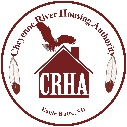 Cheyenne River Housing Authority
CRHA
Eagle Butte, SD